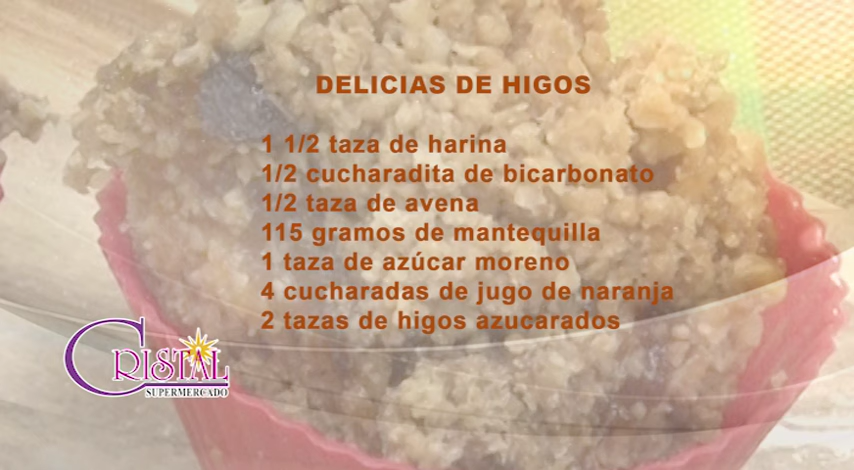 DELICIAS DE HIGOS
1 1/2 taza de harina
1/2 cucharadita de bicarbonato
1/2 taza de avena
115 gramos de mantequilla
1 taza de azúcar moreno
4 cucharadas de jugo de naranja
2 tazas de higos azucarados
CRISTAL
SUPERMERCADO